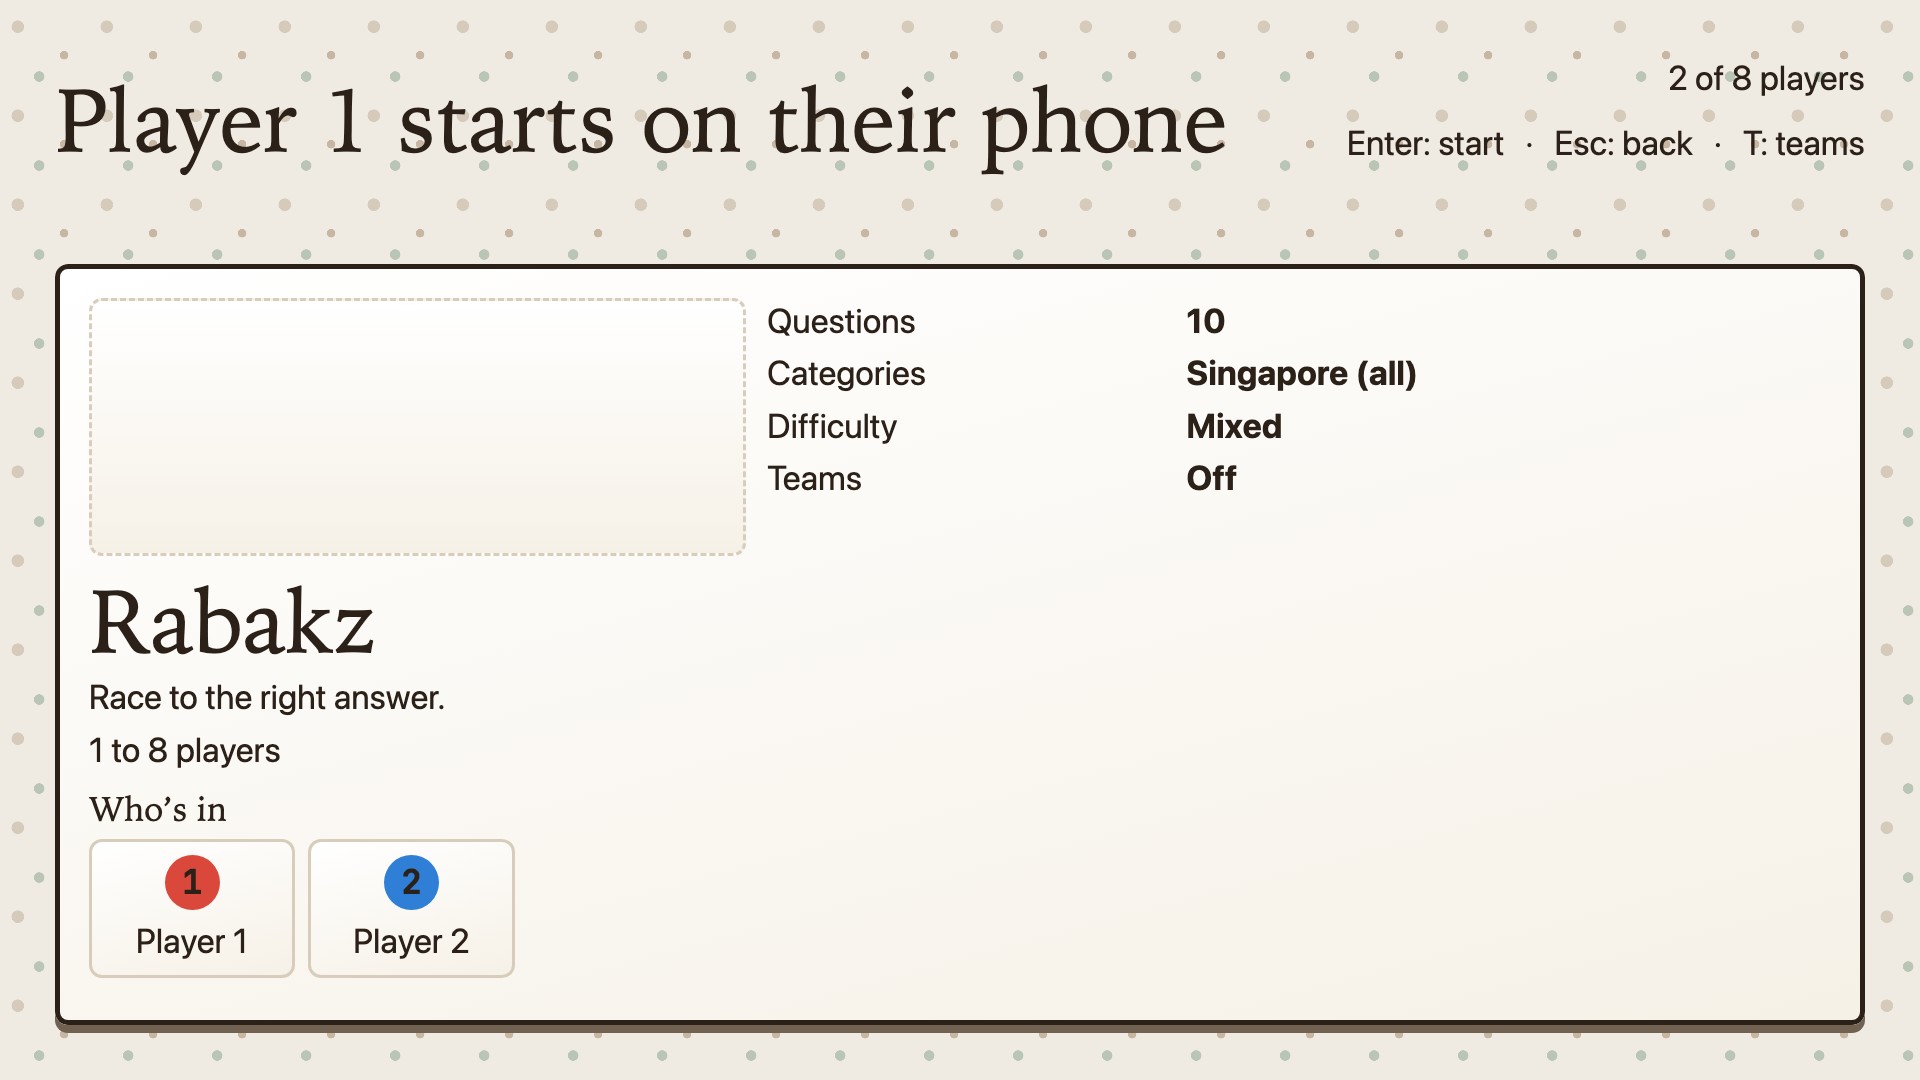 Player 1 starts on their phone
2 of 8 players
Enter: start · Esc: back · T: teams
Questions 10
Categories Singapore (all)
Difficulty Mixed
Teams Off
Rabakz
Race to the right answer.
1 to 8 players
Who’s in
1 2
Player 1 Player 2